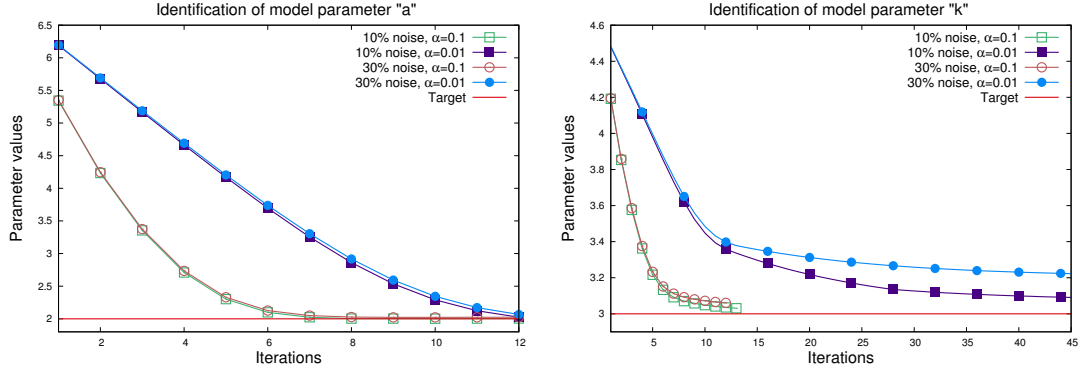 Identification of model parameter "a"
6.5
6
5.5
5
4.5
4
3.5
3
2.5
2
Parameter values
10% noise, α=0.1
10% noise, α=0.01
30% noise, α=0.1
30% noise, α=0.01
Target
2 4 6 8 10 12
Iterations
Identification of model parameter "k"
4.6
4.4
4.2
4
3.8
3.6
3.4
3.2
3
Parameter values
10% noise, α=0.1
10% noise, α=0.01
30% noise, α=0.1
30% noise, α=0.01
Target
5 10 15 20 25 30 35 40 45
Iterations